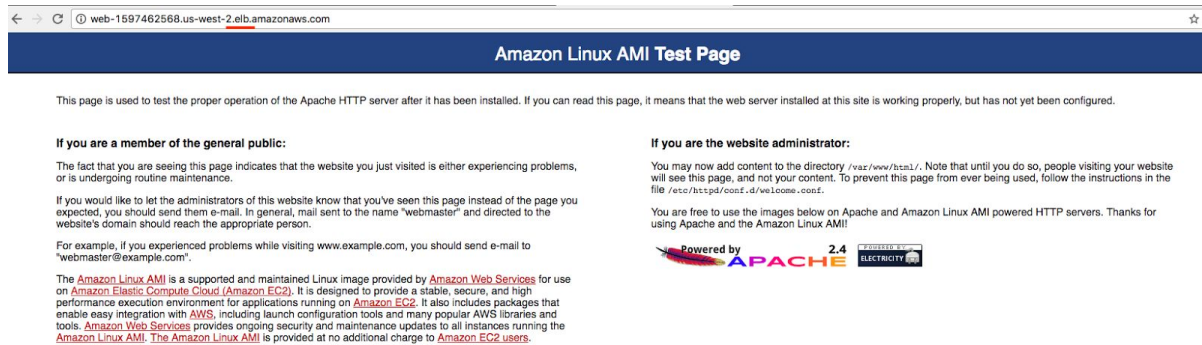 web-1597462568.us-west-2.elb.amazonaws.com
Amazon Linux AMI Test Page
This page is used to test the proper operation of the Apache HTTP server after it has been installed. If you can read this page, it means that the web server installed at this site is working properly, but has not yet been configured.
If you are a member of the general public:
The fact that you are seeing this page indicates that the website you just visited is either experiencing problems,
or is undergoing routine maintenance.
If you would like to let the administrators of this website know that you've seen this page instead of the page you
expected, you should send them e-mail. In general, mail sent to the name "webmaster" and directed to the
website's domain should reach the appropriate person.
For example, if you experienced problems while visiting www.example.com, you should send e-mail to
"webmaster@example.com".
The Amazon Linux AMI is a supported and maintained Linux image provided by Amazon Web Services for use
on Amazon Elastic Compute Cloud (Amazon EC2). It is designed to provide a stable, secure, and high
performance execution environment for applications running on Amazon EC2. It also includes packages that
enable easy integration with AWS, including launch configuration tools and many popular AWS libraries and
tools. Amazon Web Services provides ongoing security and maintenance updates to all instances running the
Amazon Linux AMI. The Amazon Linux AMI is provided at no additional charge to Amazon EC2 users.
If you are the website administrator:
You may now add content to the directory /var/www/html/. Note that until you do so, people visiting your website
will see this page, and not your content. To prevent this page from ever being used, follow the instructions in the
file /etc/httpd/conf.d/welcome.conf.
You are free to use the images below on Apache and Amazon Linux AMI powered HTTP servers. Thanks for
using Apache and the Amazon Linux AMI!
Powered by 2.4
APACHE
POWERED BY
ELECTRICITY